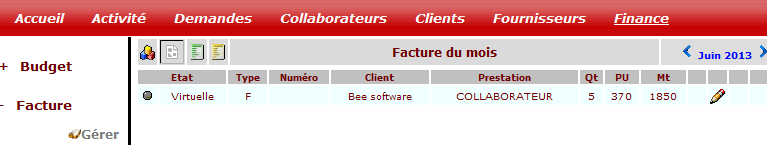 Accueil Activité Demandes Collaborateurs Clients Fournisseurs Finance
+ Budget
- Facture
Gérer
Facture du mois
Juin 2013
Etat Type Numéro Client Prestation Qt PU Mt
Virtuelle F Bee software COLLABORATEUR 5 370 1850